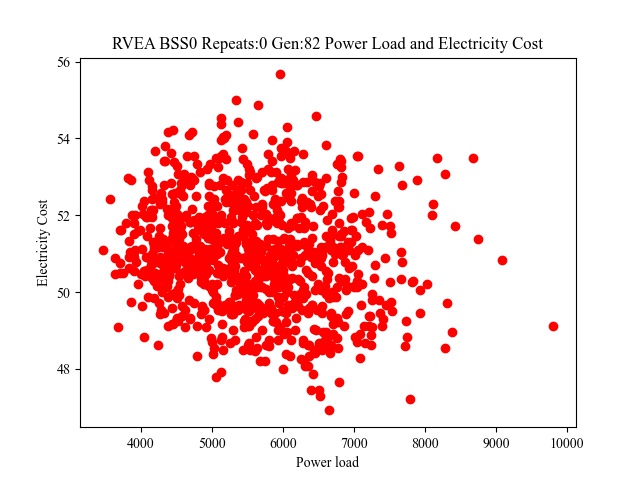 RVEA BSS0 Repeats:0 Gen:82 Power Load and Electricity Cost
56
54
52
50
48
Electricity Cost
4000 5000 6000 7000 8000 9000 10000
Power load